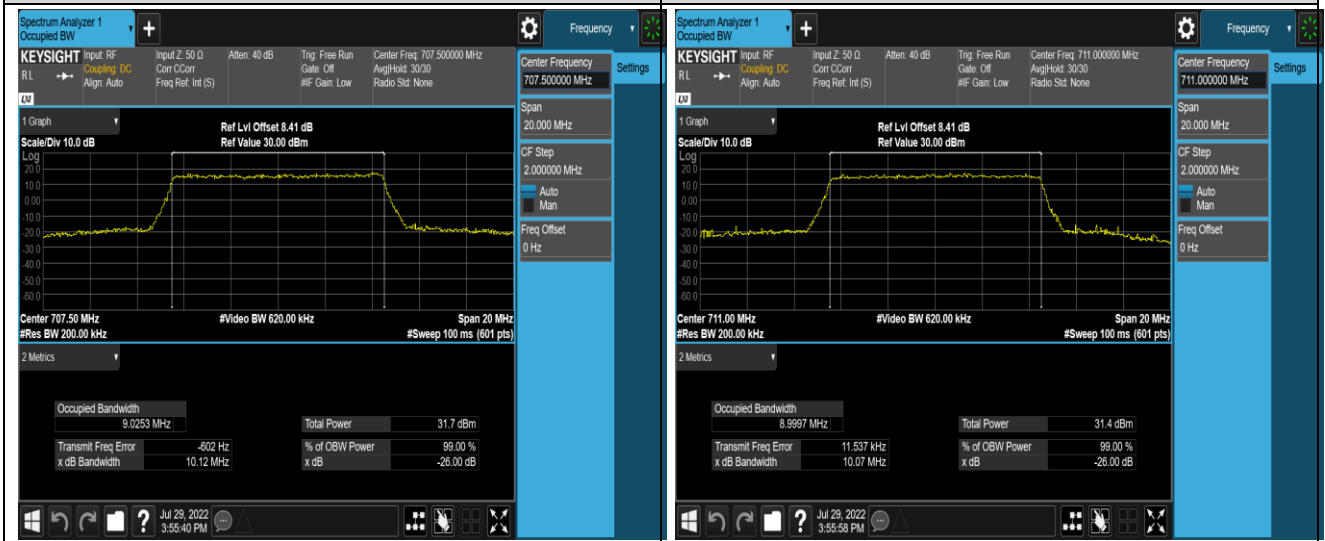 Spectrum Analyzer 1
Occupied BW
+
Frequency
KEYSIGHT
RL
LXI
Input: RF
Coupling: DC
Align: Auto
Input Z: 50 Ω
Corr CCorr
Freq Ref: Int (S)
Atten: 40 dB
Trig: Free Run
Gate: Off
#IF Gain: Low
Center Freq: 707.500000 MHz
Avg|Hold: 30/30
Radio Std: None
Center Frequency
707.500000 MHz
Settings
Span
20.000 MHz
CF Step
2.000000 MHz
Auto
Man
Freq Offset
0 Hz
1 Graph
Scale/Div 10.0 dB
Ref Lvl Offset 8.41 dB
Ref Value 30.00 dBm
Log
20.0
10.0
0.00
-10.0
-20.0
-30.0
-40.0
-50.0
-60.0
Center 707.50 MHz
#Res BW 200.00 kHz
#Video BW 620.00 kHz
Span 20 MHz
#Sweep 100 ms (601 pts)
2 Metrics
Occupied Bandwidth
9.0253 MHz
Transmit Freq Error -602 Hz
x dB Bandwidth 10.12 MHz
Total Power 31.7 dBm
% of OBW Power 99.00 %
x dB -26.00 dB
?
Jul 29, 2022
3:55:40 PM
Spectrum Analyzer 1
Occupied BW
+
Frequency
KEYSIGHT
RL
LXI
Input: RF
Coupling: DC
Align: Auto
Input Z: 50 Ω
Corr CCorr
Freq Ref: Int (S)
Atten: 40 dB
Trig: Free Run
Gate: Off
#IF Gain: Low
Center Freq: 711.000000 MHz
Avg|Hold: 30/30
Radio Std: None
Center Frequency
711.000000 MHz
Settings
Span
20.000 MHz
CF Step
2.000000 MHz
Auto
Man
Freq Offset
0 Hz
1 Graph
Scale/Div 10.0 dB
Ref Lvl Offset 8.41 dB
Ref Value 30.00 dBm
Log
20.0
10.0
0.00
-10.0
-20.0
-30.0
-40.0
-50.0
-60.0
Center 711.00 MHz
#Res BW 200.00 kHz
#Video BW 620.00 kHz
Span 20 MHz
#Sweep 100 ms (601 pts)
2 Metrics
Occupied Bandwidth
8.9997 MHz
Transmit Freq Error 11.537 kHz
x dB Bandwidth 10.07 MHz
Total Power 31.4 dBm
% of OBW Power 99.00 %
x dB -26.00 dB
?
Jul 29, 2022
3:55:58 PM